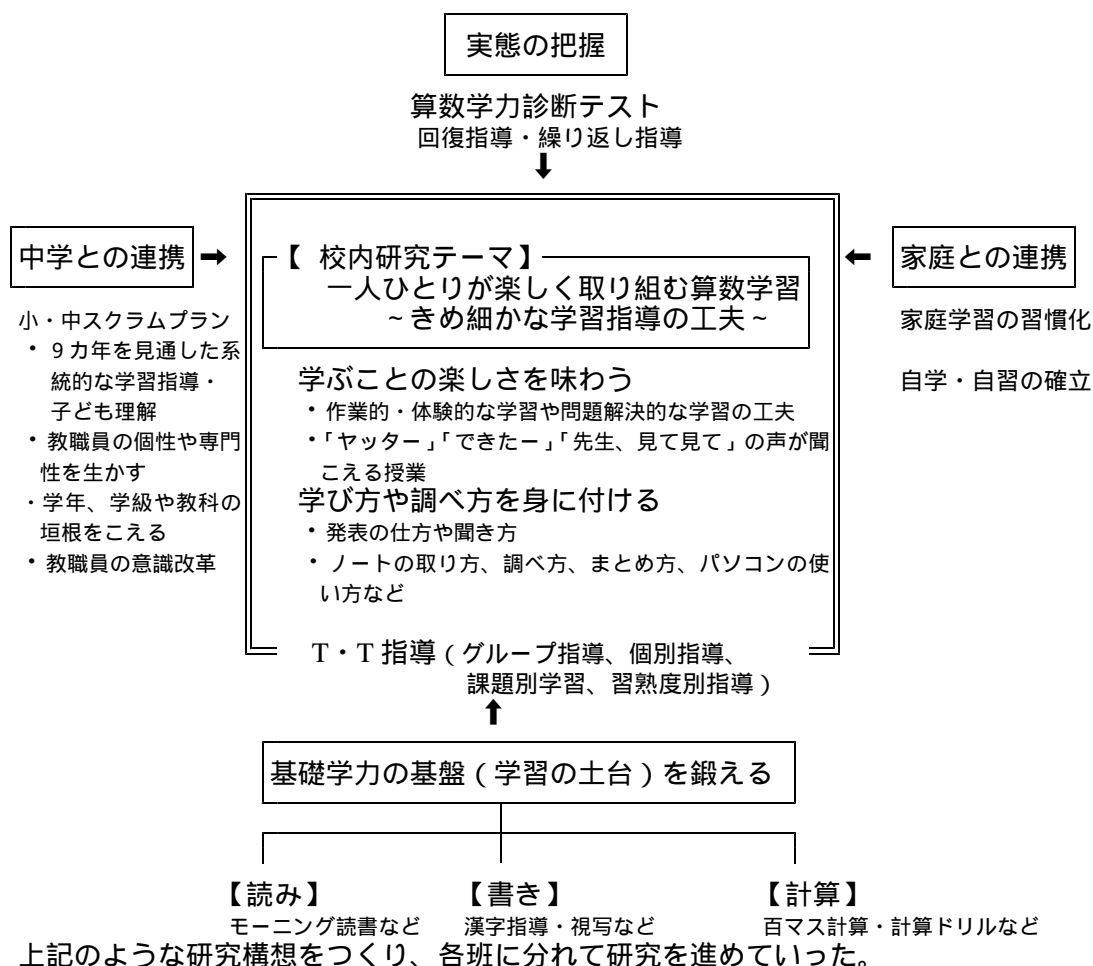 実態の把握
算数学力診断テスト
回復指導・繰り返し指導
中学との連携
小・中スクラムプラン
・ 9カ年を見通した系
統的な学習指導・
子ども理解
・ 教職員の個性や専門
性を生かす
・学年、学級や教科の
垣根をこえる
・ 教職員の意識改革
【 校内研究テーマ】
一人ひとりが楽しく取り組む算数学習
~きめ細かな学習指導の工夫~
学ぶことの楽しさを味わう
・ 作業的・体験的な学習や問題解決的な学習の工夫
・「ヤッター」「できたー」「先生、見て見て」の声が聞
こえる授業
学び方や調べ方を身に付ける
・ 発表の仕方や聞き方
・ ノートの取り方、調べ方、まとめ方、パソコンの使
い方など
T・T指導(グループ指導、個別指導、
課題別学習、習熟度別指導)
家庭との連携
家庭学習の習慣化
自学・自習の確立
基礎学力の基盤(学習の土台)を鍛える
【読み】
モーニング読書など
【書き】
漢字指導・視写など
【計算】
百マス計算・計算ドリルなど
上記のような研究構想をつくり、各班に分れて研究を進めていった。